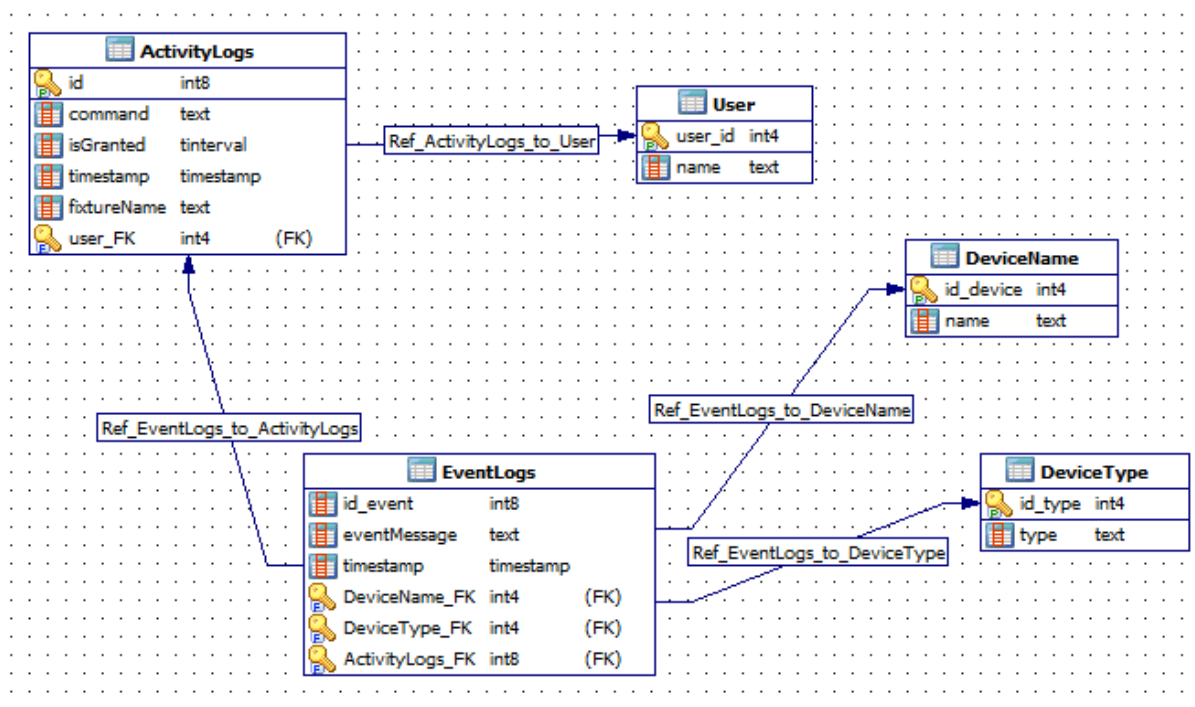 ActivityLogs
id int8
command text
isGranted tinterval
timestamp timestamp
fixtureName text
user_FK int4 (FK)
Ref_ActivityLogs_to_User
User
user_id int4
name text
DeviceName
id_device int4
name text
Ref_EventLogs_to_DeviceName
Ref_EventLogs_to_ActivityLogs
EventLogs
id_event int8
eventMessage text
timestamp timestamp
DeviceName_FK int4 (FK)
DeviceType_FK int4 (FK)
ActivityLogs_FK int8 (FK)
Ref_EventLogs_to_DeviceType
DeviceType
id_type int4
type text